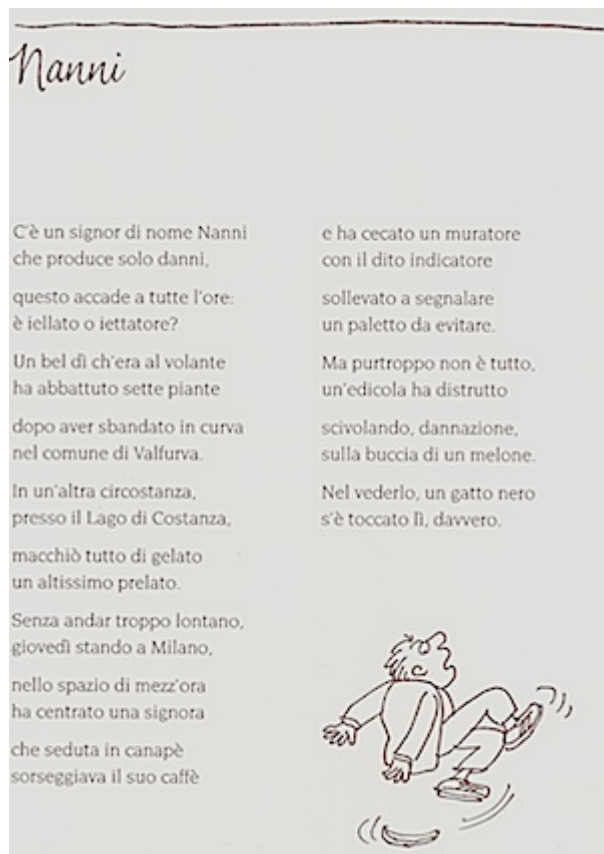 Nanni
C'è un signor di nome Nanni
che produce solo danni,
questo accade a tutte l'ore:
è iellato o iettatore?
Un bel dì ch'era al volante
ha abbattuto sette piante
dopo aver sbandato in curva
nel comune di Valfurva.
In un'altra circostanza,
presso il Lago di Costanza,
macchiò tutto di gelato
un altissimo prelato.
Senza andar troppo lontano,
giovedì stando a Milano,
nello spazio di mezz'ora
ha centrato una signora
che seduta in canapè
sorseggiava il suo caffè
e ha cecato un muratore
con il dito indicatore
sollevato a segnalare
un paletto da evitare.
Ma purtroppo non è tutto,
un'edicola ha distrutto
scivolando, dannazione,
sulla buccia di un melone.
Nel vederlo, un gatto nero
s'è toccato lì, davvero.